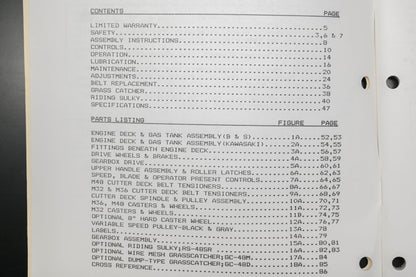 CONTENTS PAGE
LIMITED WARRANTY 5
SAFETY 3,6 & 7
ASSEMBLY INSTRUCTIONS 8
CONTROLS 10
OPERATION 14
LUBRICATION 16
MAINTENANCE 20
ADJUSTMENTS 24
BELT REPLACEMENT 36
GRASS CATCHER 38
RIDING SULKY 40
SPECIFICATIONS 47
PARTS LISTING FIGURE PAGE
ENGINE DECK & GAS TANK ASSEMBLY(B & S) 1A 52,53
ENGINE DECK & GAS TANK ASSEMBLY(KAWASAKI) 2A 54,55
FITTINGS BENEATH ENGINE DECK 3A 56,57
DRIVE WHEELS & BRAKES 4A 58,59
GEARBOX DRIVE 5A 60,61
UPPER HANDLE ASSEMBLY & ROLLER LATCHES 6A 62,63
SPEED, BLADE & OPERATOR PRESENT CONTROLS 7A 64,65
M48 CUTTER DECK BELT TENSIONERS 8A 66,67
M32 & M36 CUTTER DECK BELT TENSIONERS 9A 68,69
CUTTER DECK SPINDLE & PULLEY ASSEMBLY 10A 70,71
M36, M48 CASTERS & WHEELS 11A 72,73
M32 CASTERS & WHEELS 11B 74,75
OPTIONAL 8" HARD CASTER WHEEL 12A 76,77
VARIABLE SPEED PULLEY-BLACK & GRAY 13A 78
LABELS 14A 79
GEARBOX ASSEMBLY 15A 80,81
OPTIONAL RIDING SULKY;RS-48SR 16A 82,83
OPTIONAL WIRE MESH GRASSCATCHER;GC-48M 17A 84
OPTIONAL DUMP-TYPE GRASSCATCHER;GC-48D 18A 85
CROSS REFERENCE 86